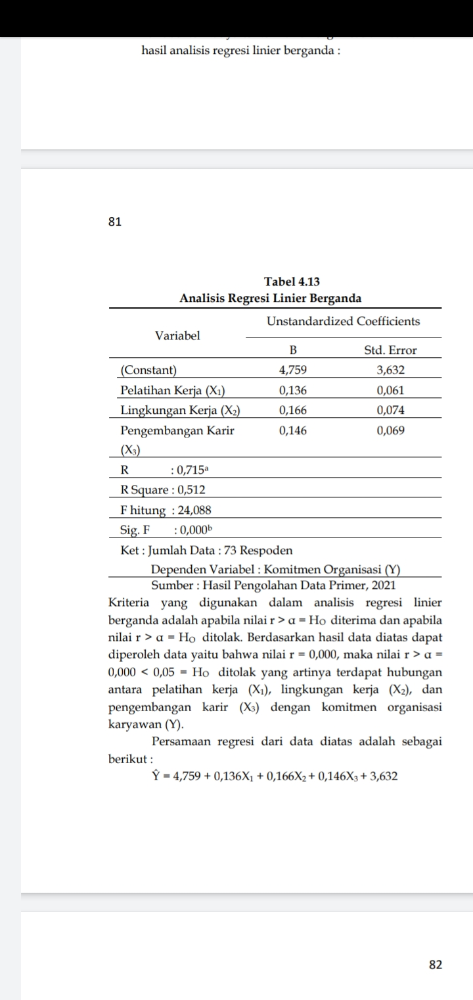 hasil analisis regresi linier berganda :
81
Tabel 4.13
Analisis Regresi Linier Berganda
Variabel
Unstandardized Coefficients
B Std. Error
(Constant) 4,759 3,632
Pelatihan Kerja (X₁) 0,136 0,061
Lingkungan Kerja (X₂) 0,166 0,074
Pengembangan Karir 0,146 0,069
(X₃)
R : 0,715ᵃ
R Square : 0,512
F hitung : 24,088
Sig. F : 0,000ᵇ
Ket : Jumlah Data : 73 Respoden
Dependen Variabel : Komitmen Organisasi (Y)
Sumber : Hasil Pengolahan Data Primer, 2021
Kriteria yang digunakan dalam analisis regresi linier
berganda adalah apabila nilai r > α = Hₒ diterima dan apabila
nilai r > α = Hₒ ditolak. Berdasarkan hasil data diatas dapat
diperoleh data yaitu bahwa nilai r = 0,000, maka nilai r > α =
0,000 < 0,05 = Hₒ ditolak yang artinya terdapat hubungan
antara pelatihan kerja (X₁), lingkungan kerja (X₂), dan
pengembangan karir (X₃) dengan komitmen organisasi
karyawan (Y).
Persamaan regresi dari data diatas adalah sebagai
berikut :
Ŷ = 4,759 + 0,136X₁ + 0,166X₂ + 0,146X₃ + 3,632
82